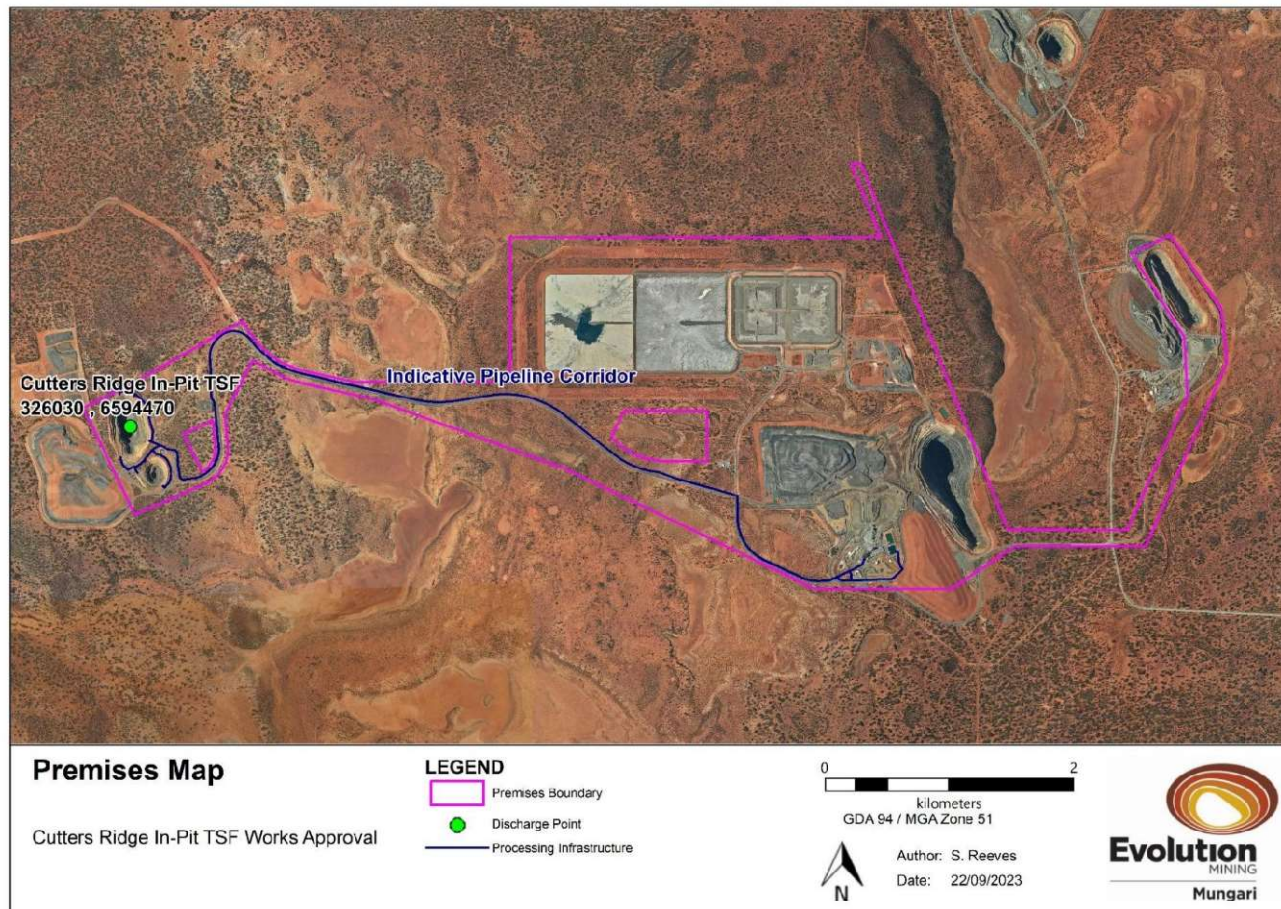 Cutters Ridge In-Pit TSF
326030 , 6594470
Indicative Pipeline Corridor
Premises Map
Cutters Ridge In-Pit TSF Works Approval
LEGEND
Premises Boundary
Discharge Point
Processing Infrastructure
0 2
kilometers
GDA 94 / MGA Zone 51
N
Author: S. Reeves
Date: 22/09/2023
Evolution
MINING
Mungari